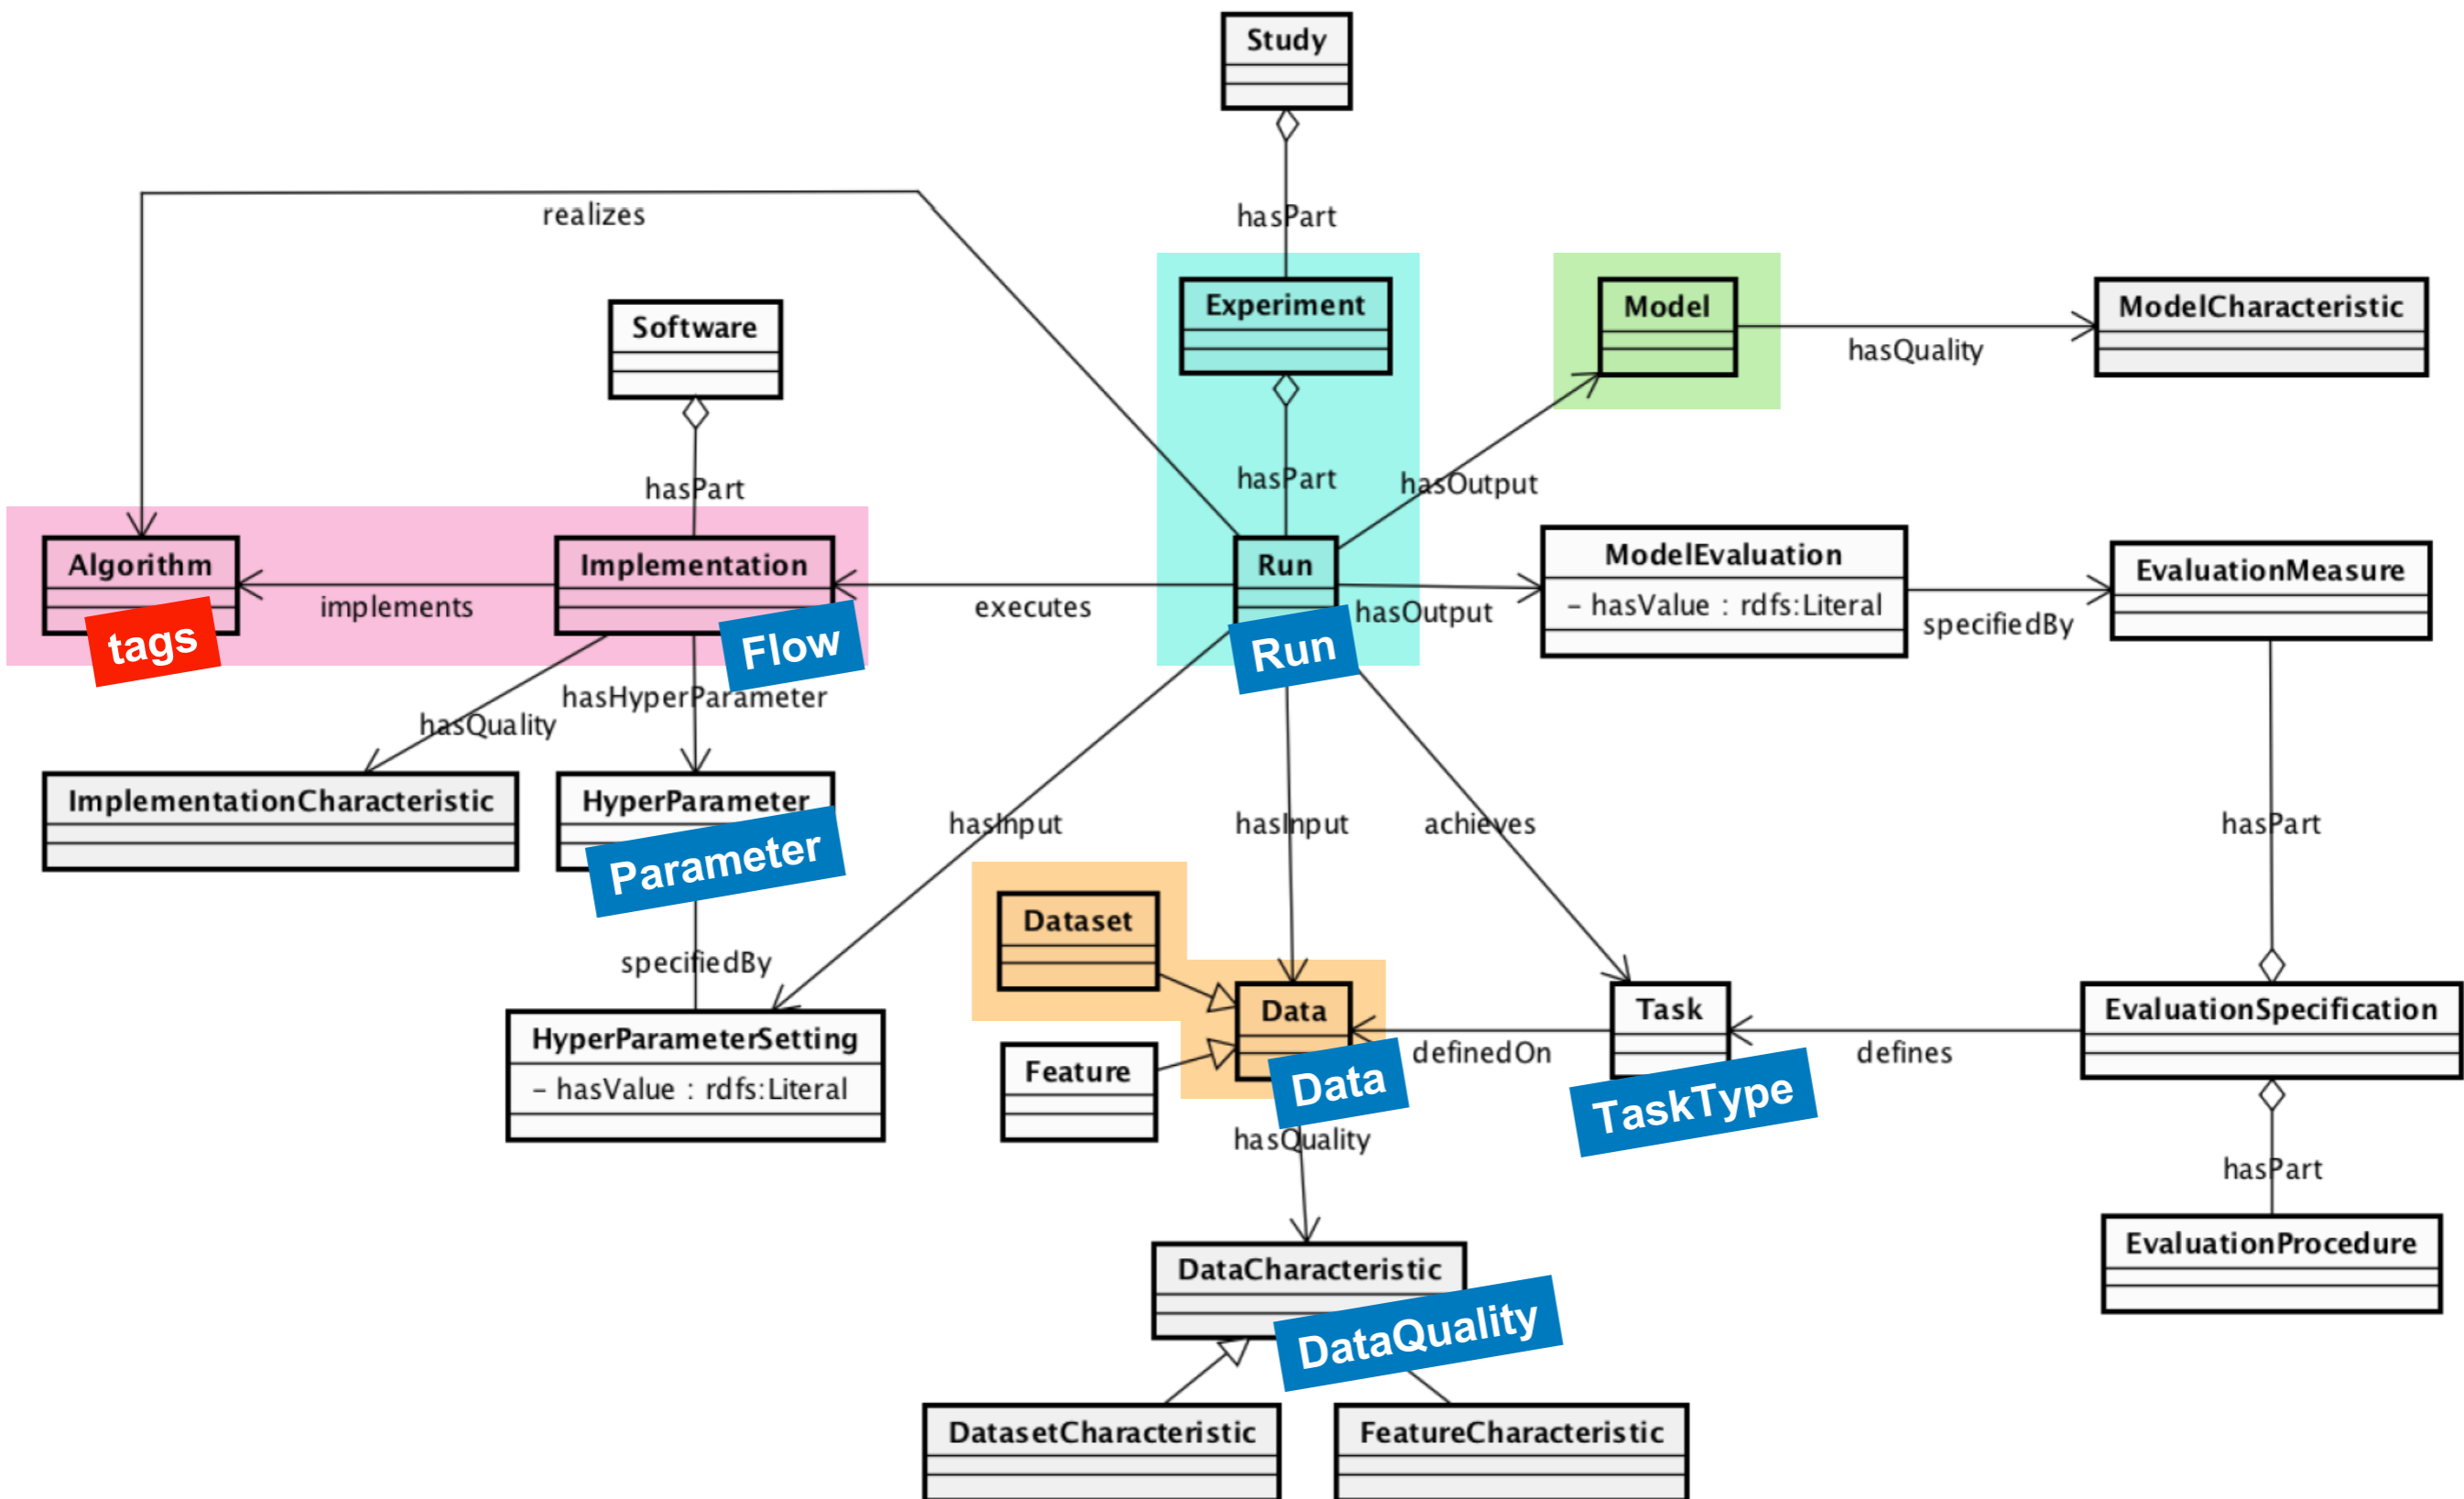 Study
realizes
hasPart
Experiment
Model
ModelCharacteristic
Software
hasQuality
hasPart
hasPart
hasOutput
Algorithm
Implementation
Run
ModelEvaluation
- hasValue : rdfs:Literal
EvaluationMeasure
implements
executes
hasOutput
specifiedBy
tags
Flow
Run
hasQuality
hasHyperParameter
ImplementationCharacteristic
HyperParameter
Parameter
hasInput
hasInput
achieves
hasPart
Dataset
specifiedBy
Data
Task
EvaluationSpecification
HyperParameterSetting
- hasValue : rdfs:Literal
Feature
definedOn
defines
Data
TaskType
hasQuality
hasPart
EvaluationProcedure
DataCharacteristic
DataQuality
DatasetCharacteristic
FeatureCharacteristic